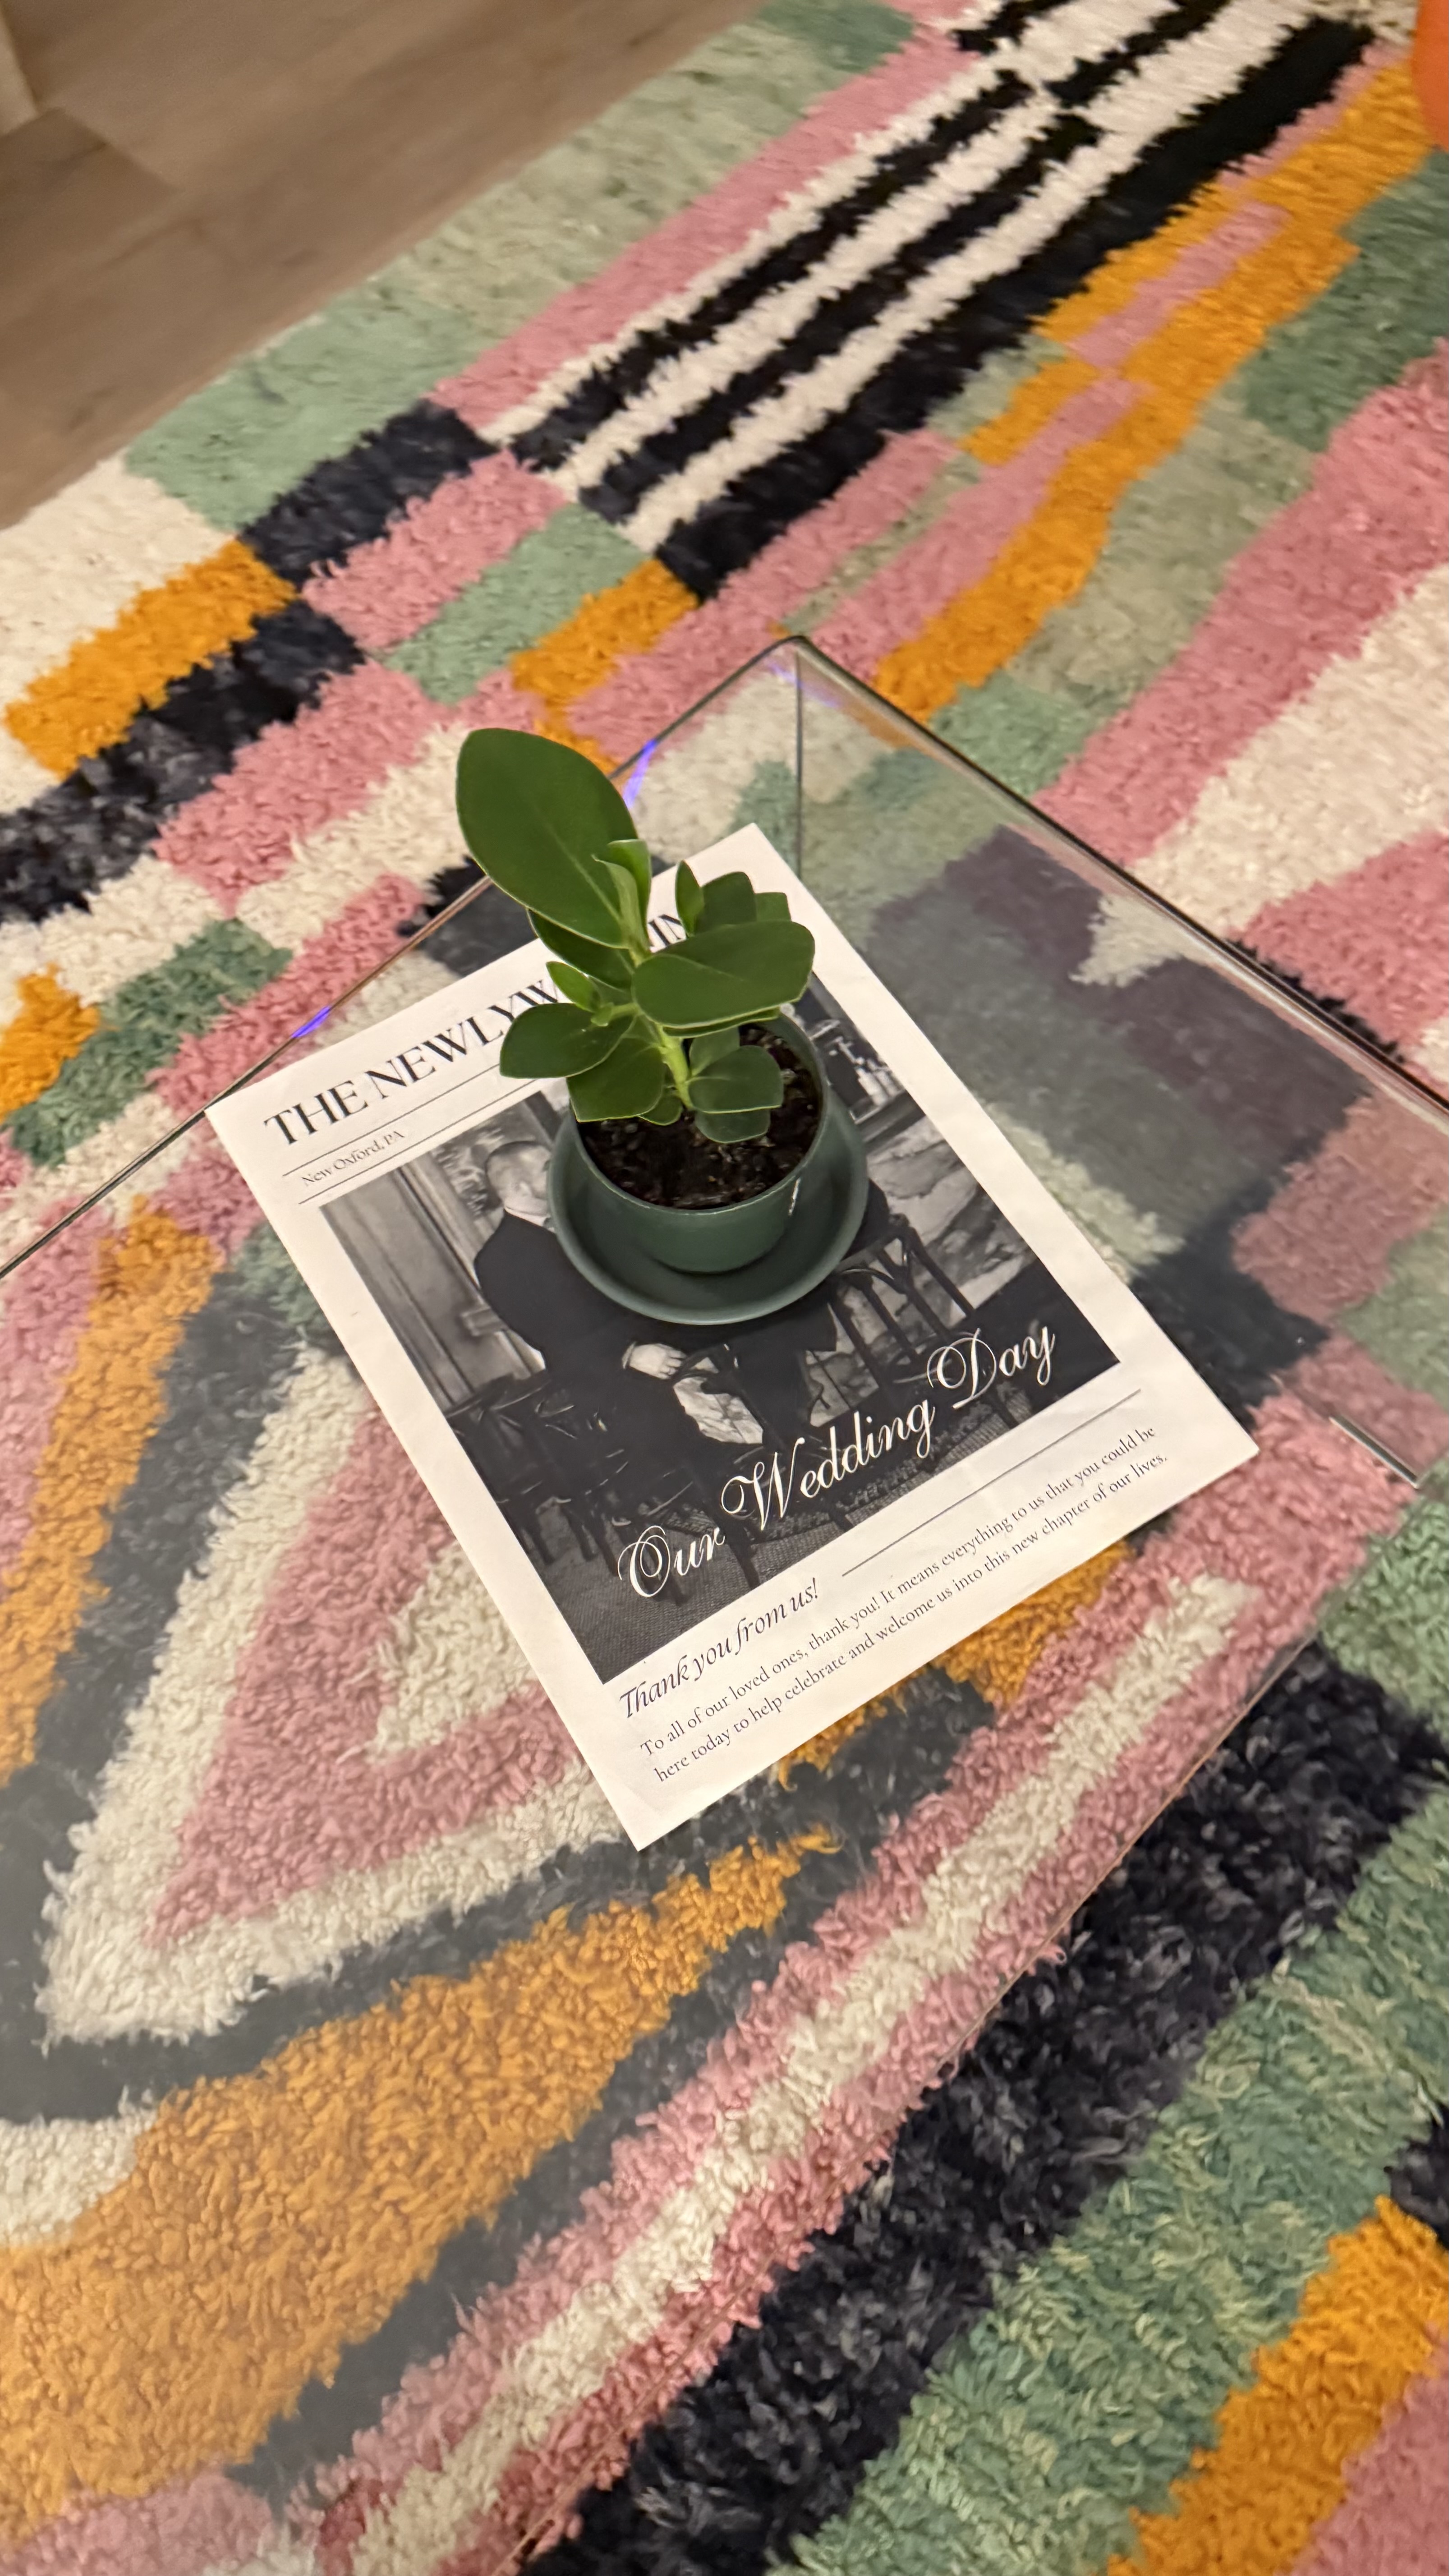 THE
New Oxford, PA
Our Wedding Day
Thank you from us!
To all of our loved ones, thank you! It means everything to us that you could be
here today to help celebrate and welcome us into this new chapter of our lives.